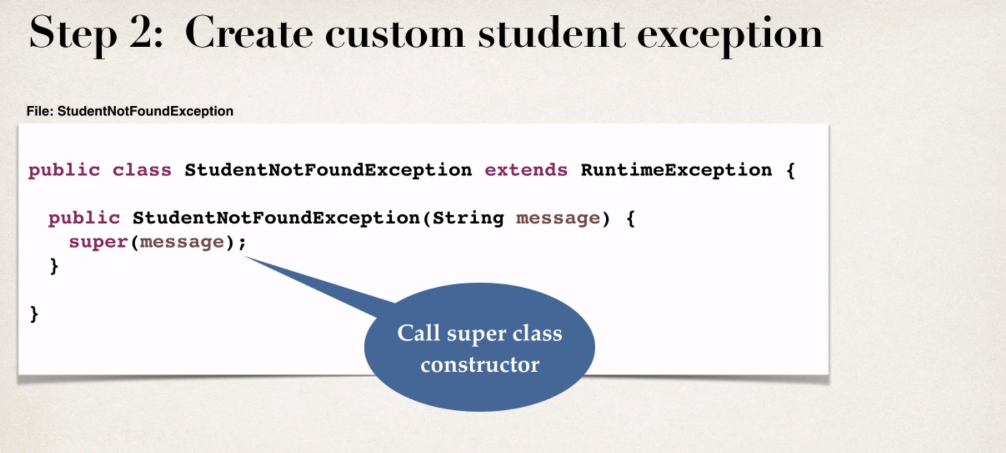 Step 2: Create custom student exception
File: StudentNotFoundException
public class StudentNotFoundException extends RuntimeException {
public StudentNotFoundException(String message) {
super(message);
}
}
Call super class
constructor